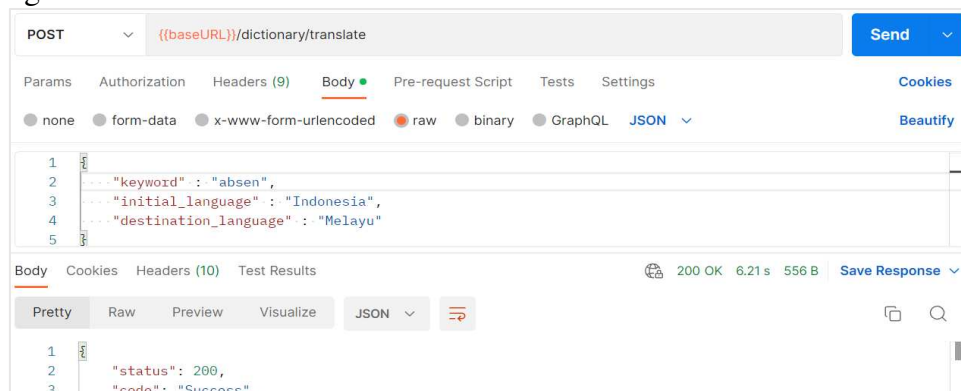 POST {{baseURL}}/dictionary/translate Send
Params Authorization Headers (9) Body Pre-request Script Tests Settings Cookies
none form-data x-www-form-urlencoded raw binary GraphQL JSON Beautify
1 {
2 "keyword" : "absen",
3 "initial_language" : "Indonesia",
4 "destination_language" : "Melayu"
5 }
Body Cookies Headers (10) Test Results 200 OK 6.21 s 556 B Save Response
Pretty Raw Preview Visualize JSON
1 {
2 "status": 200,
3 "code": "Success"